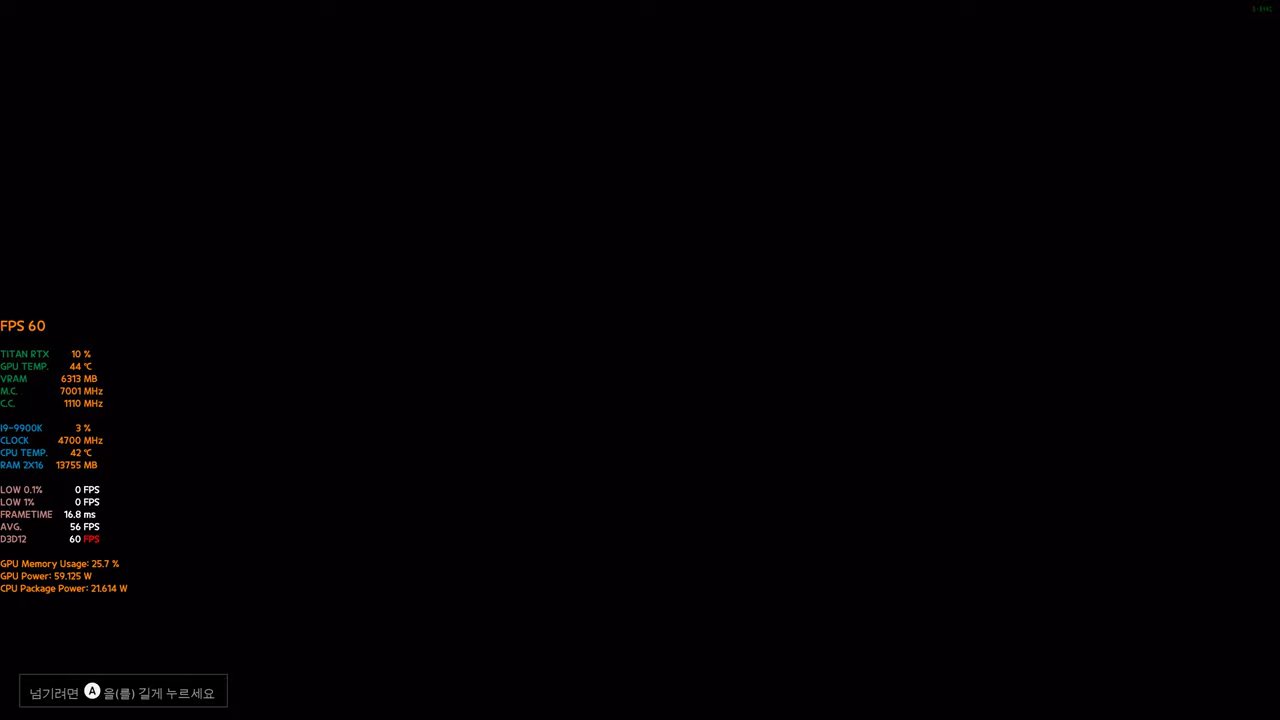 FPS 60
TITAN RTX 10 %
GPU TEMP. 44 °C
VRAM 6313 MB
M.C. 7001 MHz
C.C. 1110 MHz
I9-9900K 3 %
CLOCK 4700 MHz
CPU TEMP. 42 °C
RAM 2X16 13755 MB
LOW 0.1% 0 FPS
LOW 1% 0 FPS
FRAMETIME 16.8 ms
AVG. 56 FPS
D3D12 60 FPS
GPU Memory Usage: 25.7 %
GPU Power: 59.125 W
CPU Package Power: 21.614 W
넘기려면 A 을(를) 길게 누르세요